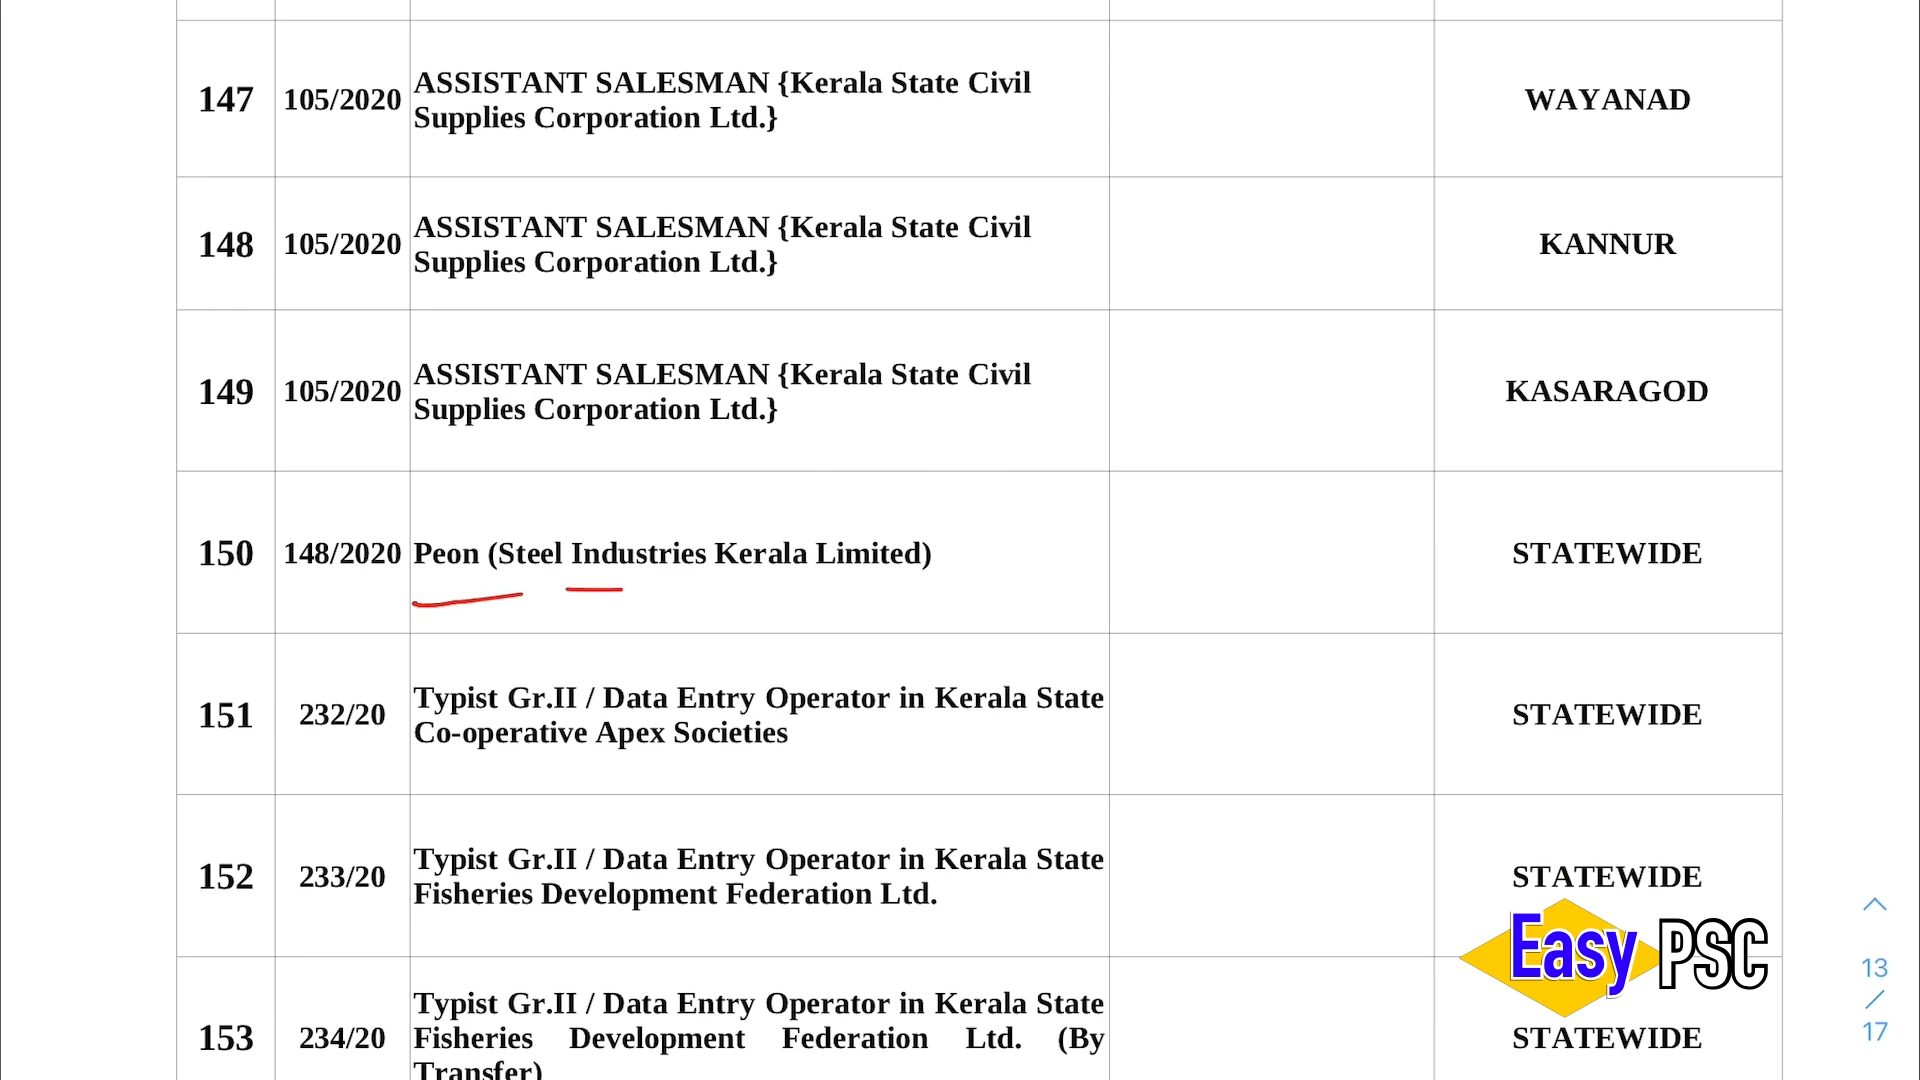 147 105/2020 ASSISTANT SALESMAN {Kerala State Civil
Supplies Corporation Ltd.} WAYANAD
148 105/2020 ASSISTANT SALESMAN {Kerala State Civil
Supplies Corporation Ltd.} KANNUR
149 105/2020 ASSISTANT SALESMAN {Kerala State Civil
Supplies Corporation Ltd.} KASARAGOD
150 148/2020 Peon (Steel Industries Kerala Limited) STATEWIDE
151 232/20 Typist Gr.II / Data Entry Operator in Kerala State
Co-operative Apex Societies STATEWIDE
152 233/20 Typist Gr.II / Data Entry Operator in Kerala State
Fisheries Development Federation Ltd. STATEWIDE
153 234/20 Typist Gr.II / Data Entry Operator in Kerala State
Fisheries Development Federation Ltd. (By
Transfer) STATEWIDE
Easy PSC
13
/
17